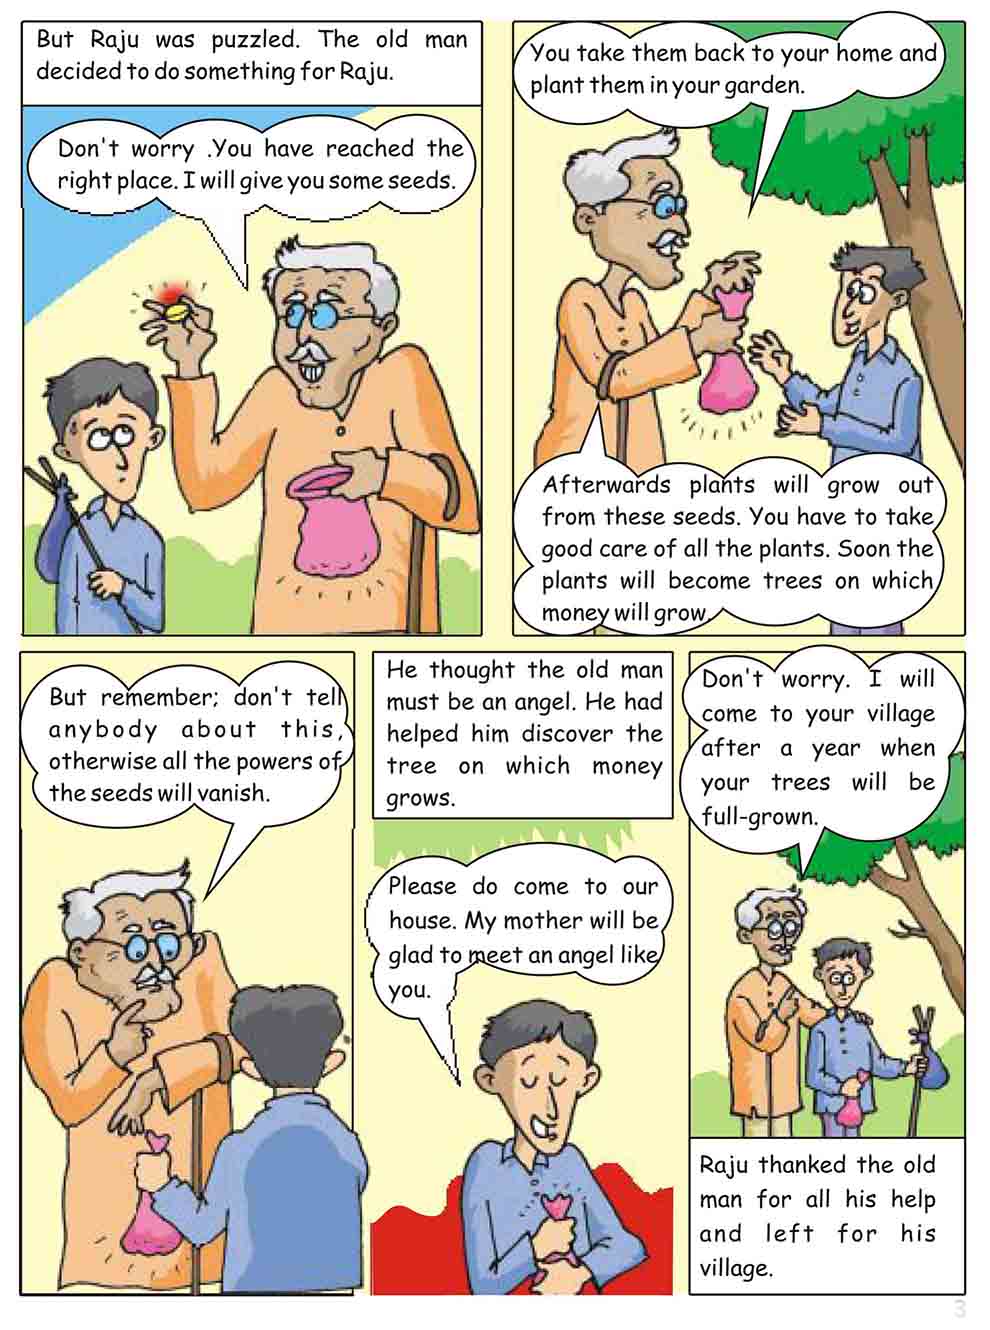 But Raju was puzzled. The old man
decided to do something for Raju.
Don't worry .You have reached the
right place. I will give you some seeds.
You take them back to your home and
plant them in your garden.
Afterwards plants will grow out
from these seeds. You have to take
good care of all the plants. Soon the
plants will become trees on which
money will grow.
But remember; don't tell
anybody about this,
otherwise all the powers of
the seeds will vanish.
He thought the old man
must be an angel. He had
helped him discover the
tree on which money
grows.
Please do come to our
house. My mother will be
glad to meet an angel like
you.
Don't worry. I will
come to your village
after a year when
your trees will be
full-grown.
Raju thanked the old
man for all his help
and left for his
village.
3